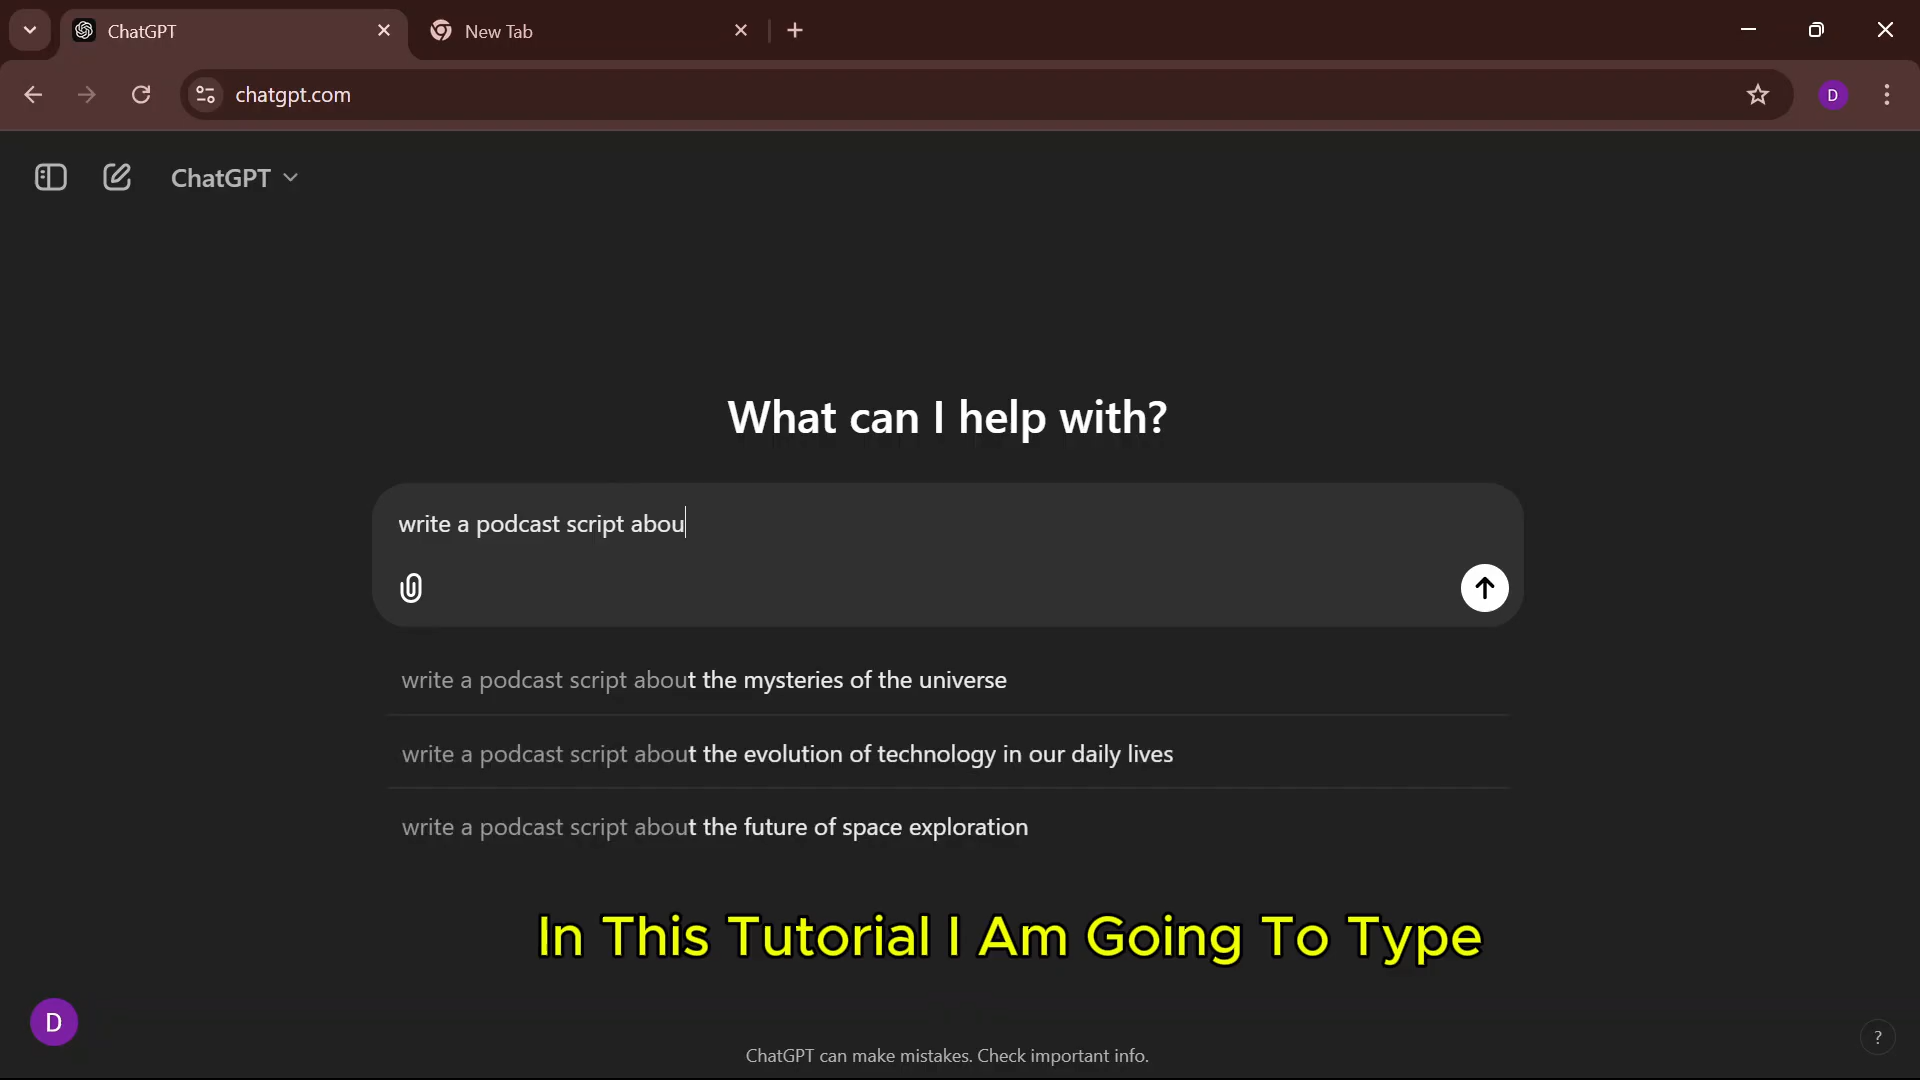 ChatGPT
New Tab
chatgpt.com
D
ChatGPT
What can I help with?
write a podcast script abou
write a podcast script about the mysteries of the universe
write a podcast script about the evolution of technology in our daily lives
write a podcast script about the future of space exploration
In This Tutorial I Am Going To Type
D
?
ChatGPT can make mistakes. Check important info.